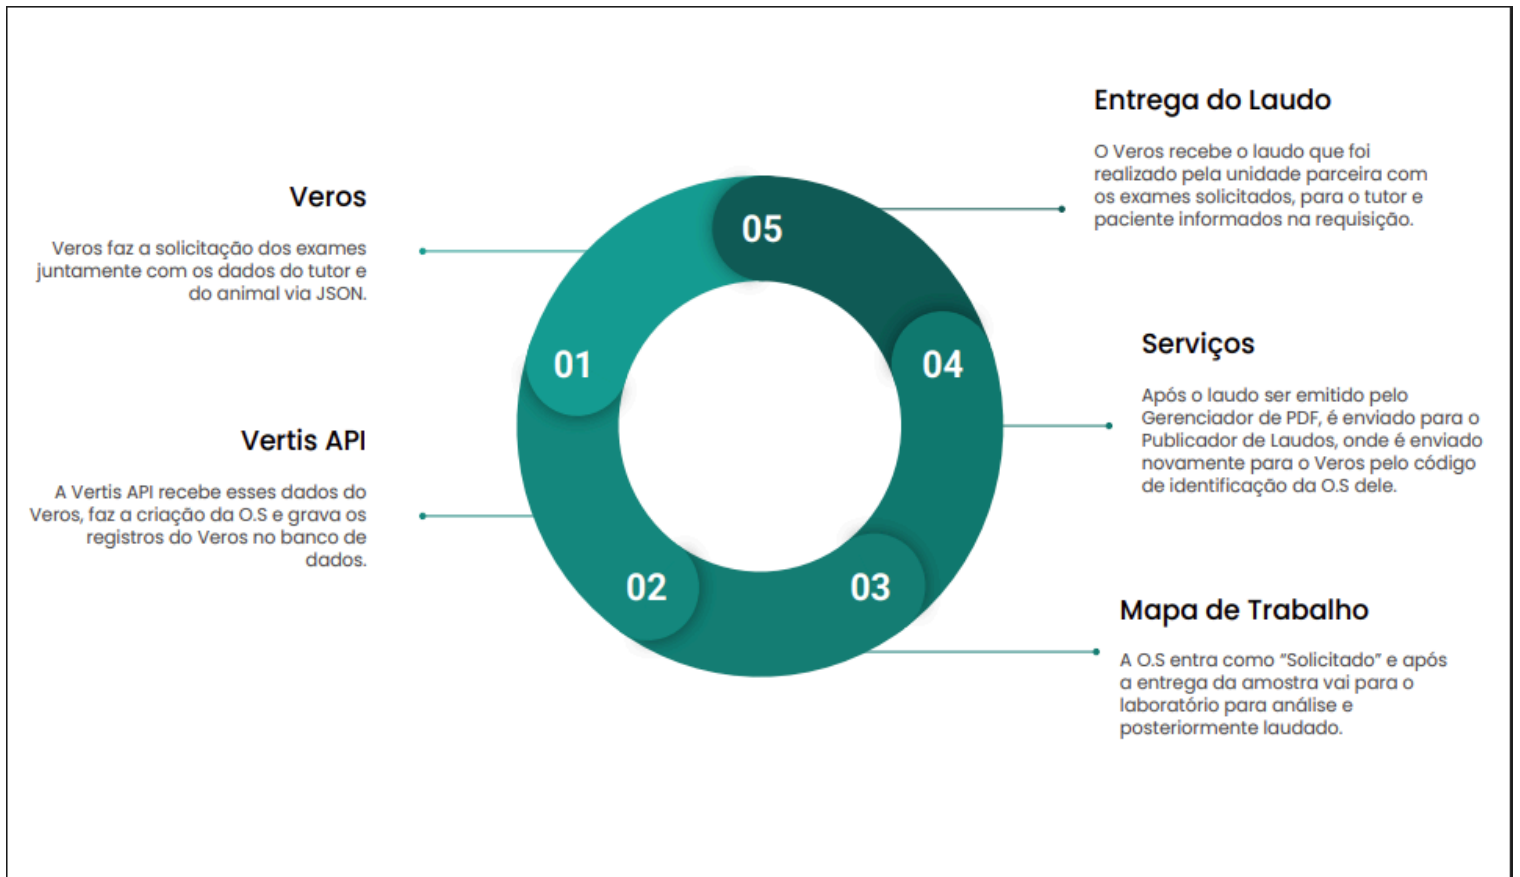 Veros
Veros faz a solicitação dos exames
juntamente com os dados do tutor e
do animal via JSON.
01
Vertis API
A Vertis API recebe esses dados do
Veros, faz a criação da O.S e grava os
registros do Veros no banco de
dados.
02
03
Mapa de Trabalho
A O.S entra como “Solicitado” e após
a entrega da amostra vai para o
laboratório para análise e
posteriormente laudado.
04
Serviços
Após o laudo ser emitido pelo
Gerenciador de PDF, é enviado para o
Publicador de Laudos, onde é enviado
novamente para o Veros pelo código
de identificação da O.S dele.
05
Entrega do Laudo
O Veros recebe o laudo que foi
realizado pela unidade parceira com
os exames solicitados, para o tutor e
paciente informados na requisição.